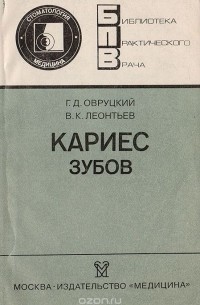 СТОМАТОЛОГИЯ
МЕДИЦИНА
БИБЛИОТЕКА
ПРАКТИЧЕСКОГО
ВРАЧА
Г.Д. ОВРУЦКИЙ
В.К. ЛЕОНТЬЕВ
КАРИЕС
ЗУБОВ
МОСКВА · ИЗДАТЕЛЬСТВО «МЕДИЦИНА»